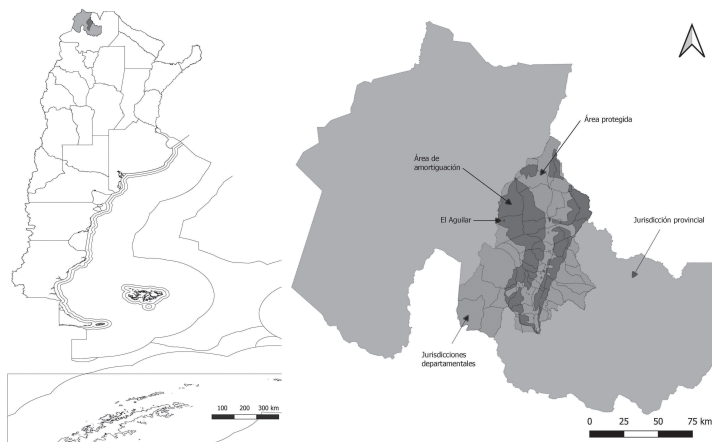 Área protegida
Área de
amortiguación
El Aguilar
Jurisdicción provincial
Jurisdicciones
departamentales
100 200 300 km
0 25 50 75 km